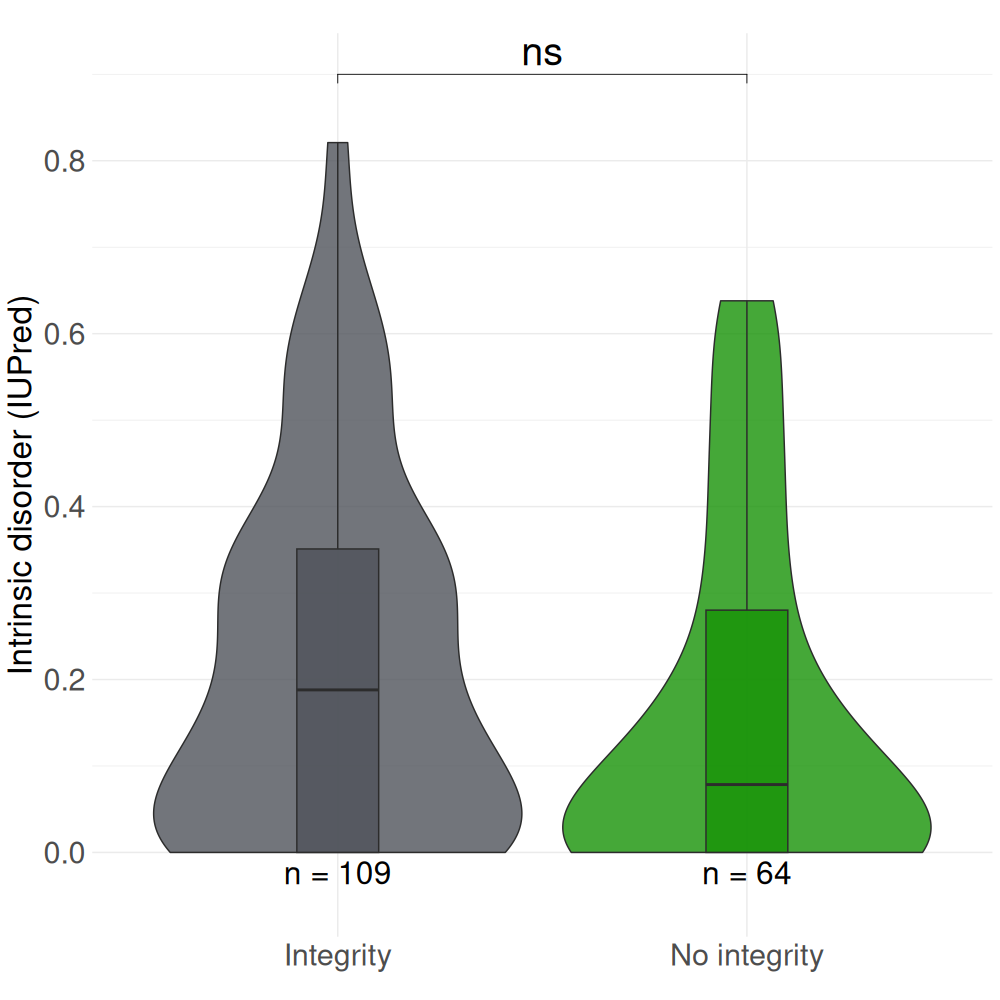 ns
Intrinsic disorder (IUPred)
0.8
0.6
0.4
0.2
0.0
n = 109
n = 64
Integrity
No integrity